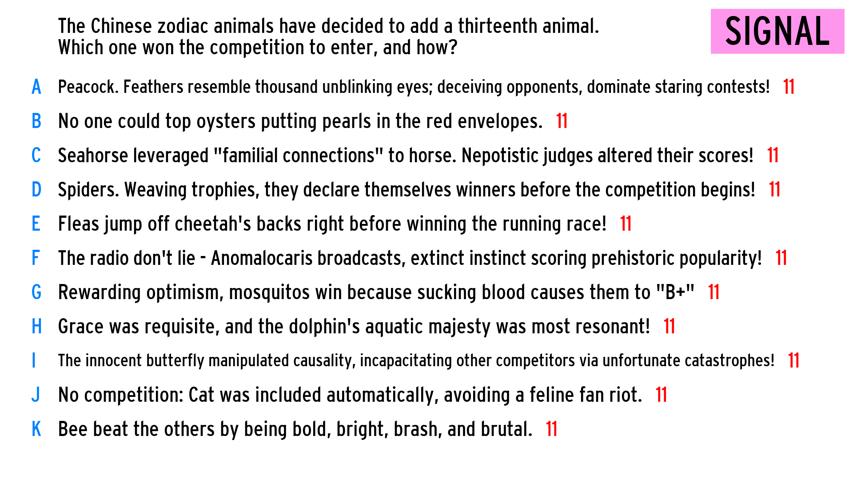 The Chinese zodiac animals have decided to add a thirteenth animal.
Which one won the competition to enter, and how?
SIGNAL
A Peacock. Feathers resemble thousand unblinking eyes; deceiving opponents, dominate staring contests! 11
B No one could top oysters putting pearls in the red envelopes. 11
C Seahorse leveraged "familial connections" to horse. Nepotistic judges altered their scores! 11
D Spiders. Weaving trophies, they declare themselves winners before the competition begins! 11
E Fleas jump off cheetah's backs right before winning the running race! 11
F The radio don't lie - Anomalocaris broadcasts, extinct instinct scoring prehistoric popularity! 11
G Rewarding optimism, mosquitos win because sucking blood causes them to "B+" 11
H Grace was requisite, and the dolphin's aquatic majesty was most resonant! 11
I The innocent butterfly manipulated causality, incapacitating other competitors via unfortunate catastrophes! 11
J No competition: Cat was included automatically, avoiding a feline fan riot. 11
K Bee beat the others by being bold, bright, brash, and brutal. 11